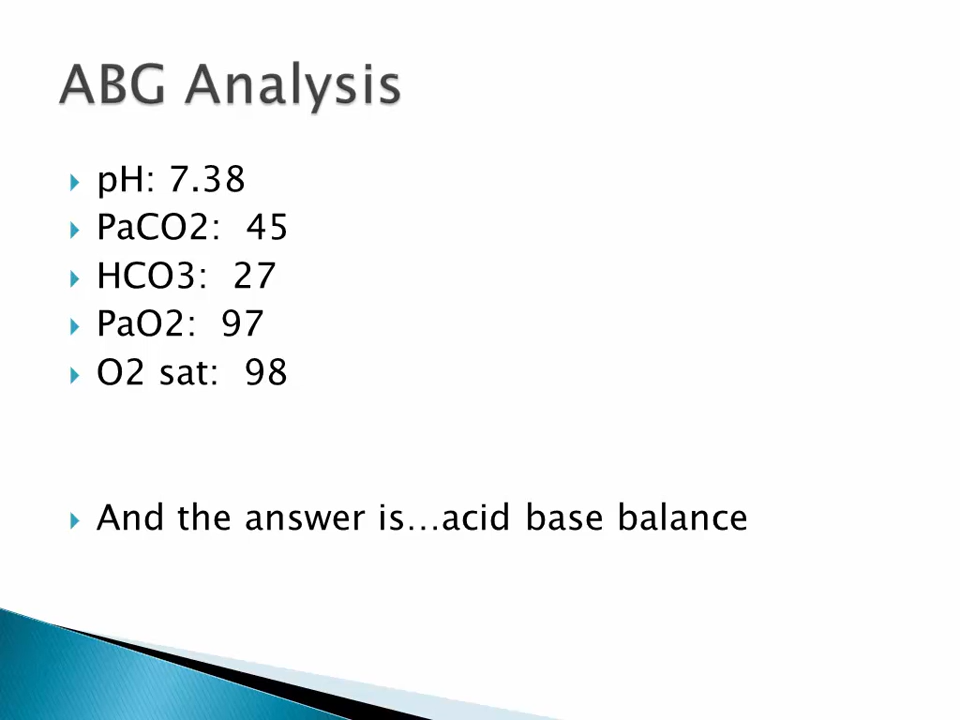 ABG Analysis
pH: 7.38
PaCO2: 45
HCO3: 27
PaO2: 97
O2 sat: 98
And the answer is…acid base balance